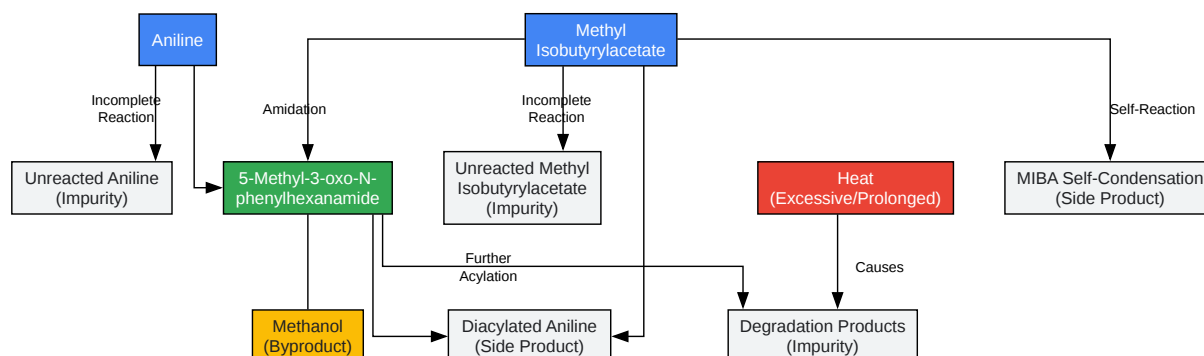 Aniline
Methyl
Isobutyrylacetate
Incomplete
Reaction
Amidation
Incomplete
Reaction
Self-Reaction
Unreacted Aniline
(Impurity)
5-Methyl-3-oxo-N-
phenylhexanamide
Unreacted Methyl
Isobutyrylacetate
(Impurity)
Heat
(Excessive/Prolonged)
MIBA Self-Condensation
(Side Product)
Further
Acylation
Causes
Methanol
(Byproduct)
Diacylated Aniline
(Side Product)
Degradation Products
(Impurity)